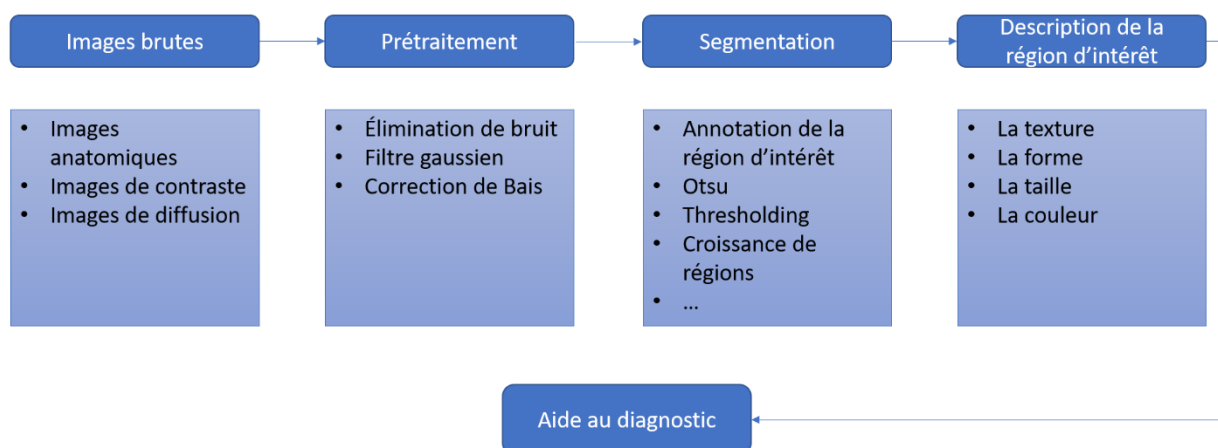 Images brutes
Prétraitement
Segmentation
Description de la
région d’intérêt
• Images
anatomiques
• Images de contraste
• Images de diffusion
• Élimination de bruit
• Filtre gaussien
• Correction de Bais
• Annotation de la
région d’intérêt
• Otsu
• Thresholding
• Croissance de
régions
• ...
• La texture
• La forme
• La taille
• La couleur
Aide au diagnostic